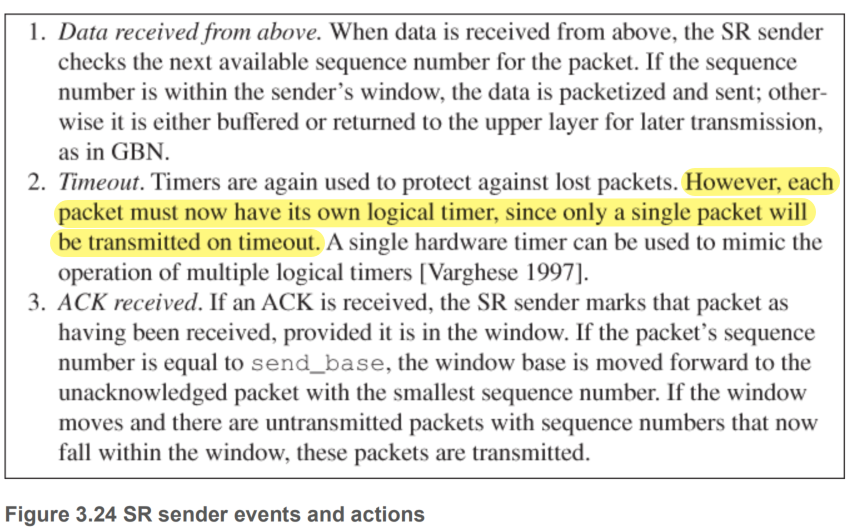 1. Data received from above. When data is received from above, the SR sender
checks the next available sequence number for the packet. If the sequence
number is within the sender's window, the data is packetized and sent; other-
wise it is either buffered or returned to the upper layer for later transmission,
as in GBN.
2. Timeout. Timers are again used to protect against lost packets. However, each
packet must now have its own logical timer, since only a single packet will
be transmitted on timeout. A single hardware timer can be used to mimic the
operation of multiple logical timers [Varghese 1997].
3. ACK received. If an ACK is received, the SR sender marks that packet as
having been received, provided it is in the window. If the packet's sequence
number is equal to send_base, the window base is moved forward to the
unacknowledged packet with the smallest sequence number. If the window
moves and there are untransmitted packets with sequence numbers that now
fall within the window, these packets are transmitted.
Figure 3.24 SR sender events and actions